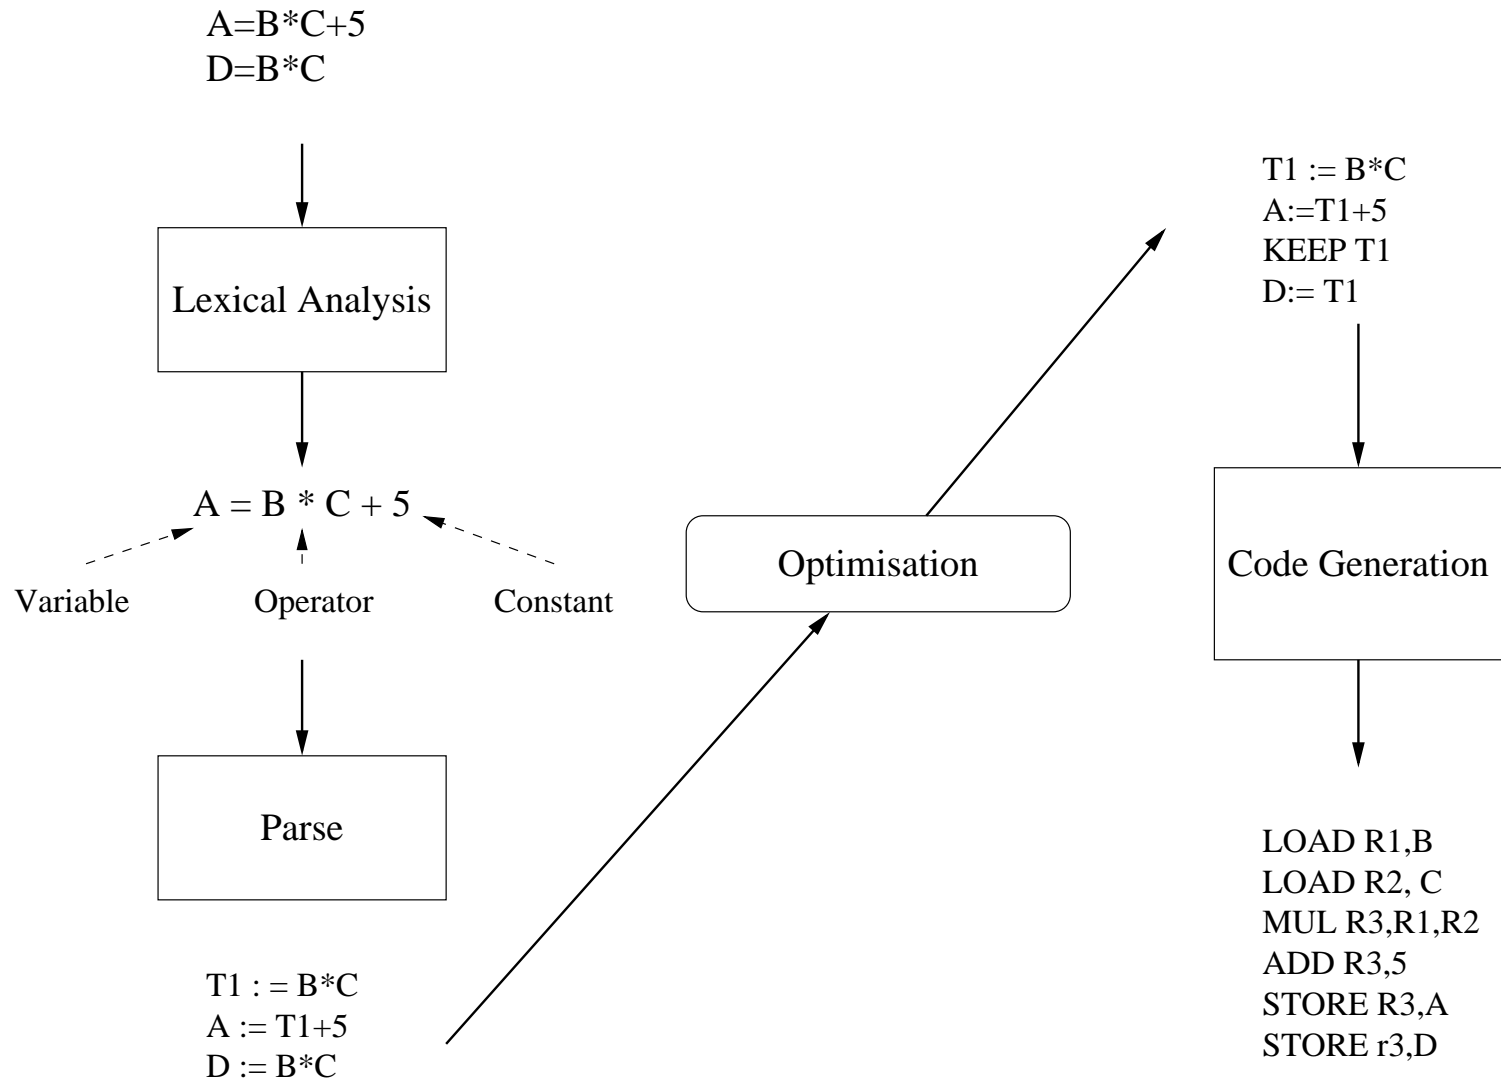 A=B*C+5
D=B*C
Lexical Analysis
A = B * C + 5
Variable
Operator
Constant
Parse
T1 : = B*C
A := T1+5
D := B*C
Optimisation
T1 := B*C
A:=T1+5
KEEP T1
D:= T1
Code Generation
LOAD R1,B
LOAD R2, C
MUL R3,R1,R2
ADD R3,5
STORE R3,A
STORE r3,D